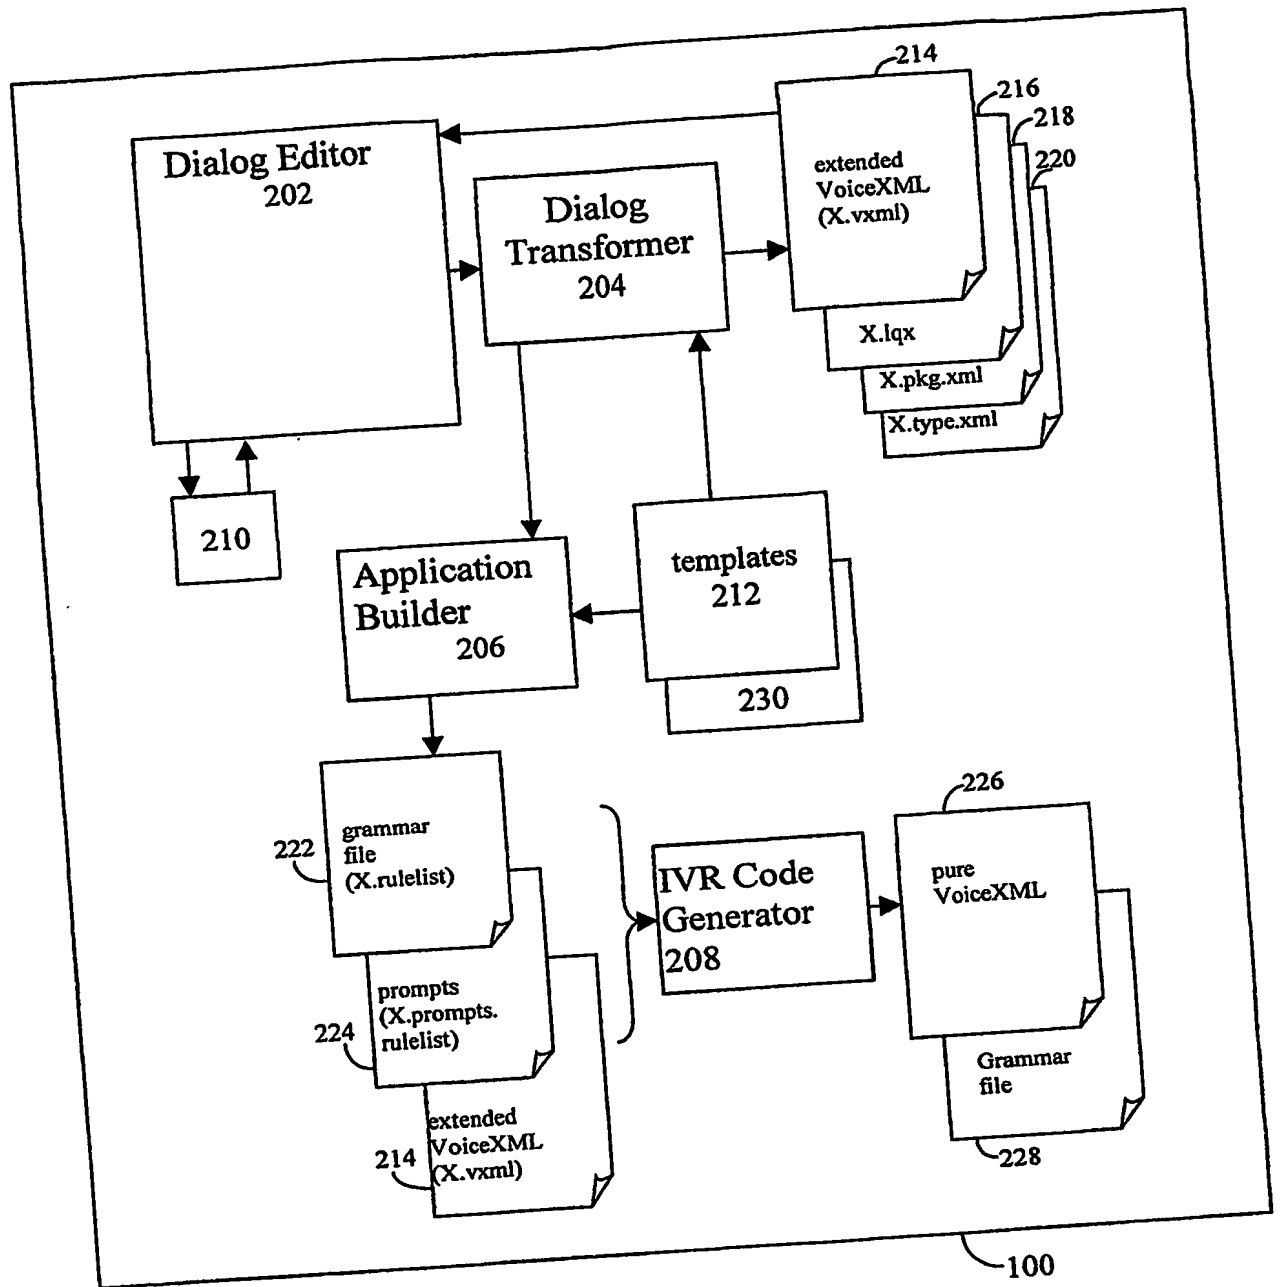 214
216
218
220
Dialog Editor
202
extended
VoiceXML
(X.vxml)
Dialog
Transformer
204
X.lqx
X.pkg.xml
X.type.xml
210
Application
Builder
206
templates
212
230
226
222
grammar
file
(X.rulelist)
IVR Code
Generator
208
pure
VoiceXML
224
prompts
(X.prompts.
rulelist)
Grammar
file
228
214
extended
VoiceXML
(X.vxml)
100